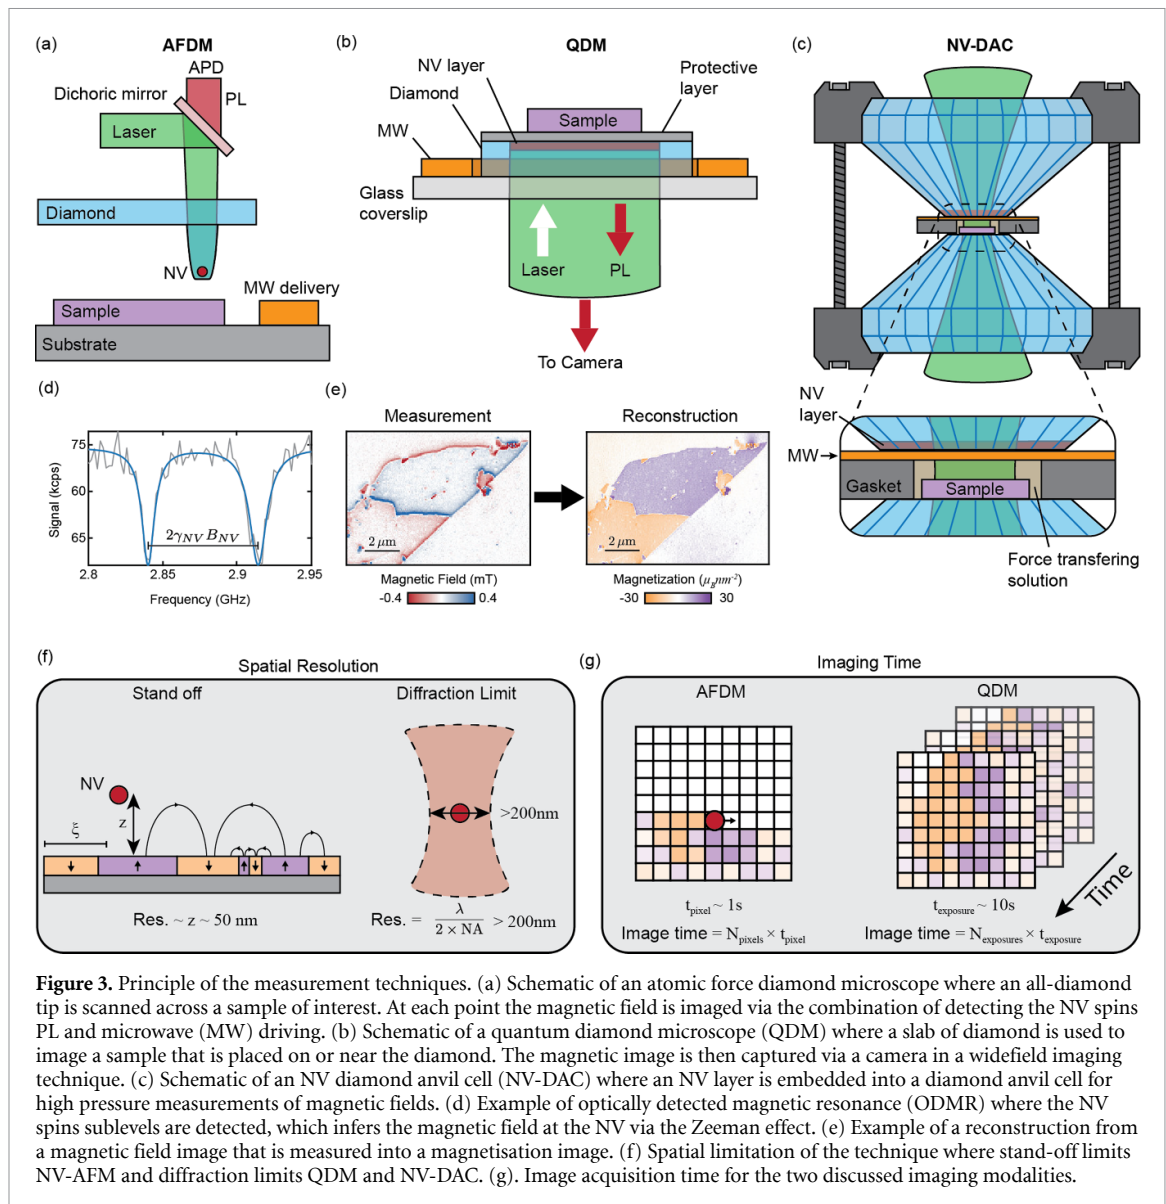 (a)
AFDM
APD
Dichoric mirror
PL
Laser
Diamond
NV
MW delivery
Sample
Substrate
(b)
QDM
NV layer
Protective
layer
Diamond
Sample
MW
Glass
coverslip
Laser
PL
To Camera
(c)
NV-DAC
NV
layer
MW
Gasket
Sample
Force transfering
solution
(d)
75
60
65
Signal (kcps)
2γNV BNV
2.8
2.85
2.9
2.95
Frequency (GHz)
(e)
Measurement
Reconstruction
2 μm
2 μm
Magnetic Field (mT)
-0.4
0.4
Magnetization (μB nm⁻²)
-30
30
(f)
Spatial Resolution
Stand off
Diffraction Limit
NV
z
ξ
>200nm
Res. ~ z ~ 50 nm
Res. = λ / 2 × NA > 200nm
(g)
Imaging Time
AFDM
QDM
Time
tpixel ~ 1s
texposure ~ 10s
Image time = Npixels × tpixel
Image time = Nexposures × texposure
Figure 3. Principle of the measurement techniques. (a) Schematic of an atomic force diamond microscope where an all-diamond
tip is scanned across a sample of interest. At each point the magnetic field is imaged via the combination of detecting the NV spins
PL and microwave (MW) driving. (b) Schematic of a quantum diamond microscope (QDM) where a slab of diamond is used to
image a sample that is placed on or near the diamond. The magnetic image is then captured via a camera in a widefield imaging
technique. (c) Schematic of an NV diamond anvil cell (NV-DAC) where an NV layer is embedded into a diamond anvil cell for
high pressure measurements of magnetic fields. (d) Example of optically detected magnetic resonance (ODMR) where the NV
spins sublevels are detected, which infers the magnetic field at the NV via the Zeeman effect. (e) Example of a reconstruction from
a magnetic field image that is measured into a magnetisation image. (f) Spatial limitation of the technique where stand-off limits
NV-AFM and diffraction limits QDM and NV-DAC. (g). Image acquisition time for the two discussed imaging modalities.